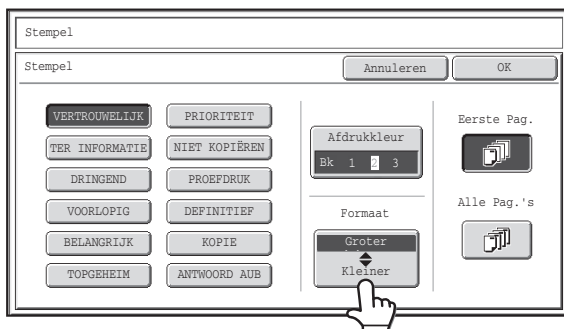 Stempel
Stempel
Annuleren
OK
VERTROUWELIJK
PRIORITEIT
TER INFORMATIE
NIET KOPIËREN
DRINGEND
PROEFDRUK
VOORLOPIG
DEFINITIEF
BELANGRIJK
KOPIE
TOPGEHEIM
ANTWOORD AUB
Afdrukkleur
Bk 1 2 3
Formaat
Groter
Kleiner
Eerste Pag.
Alle Pag.'s